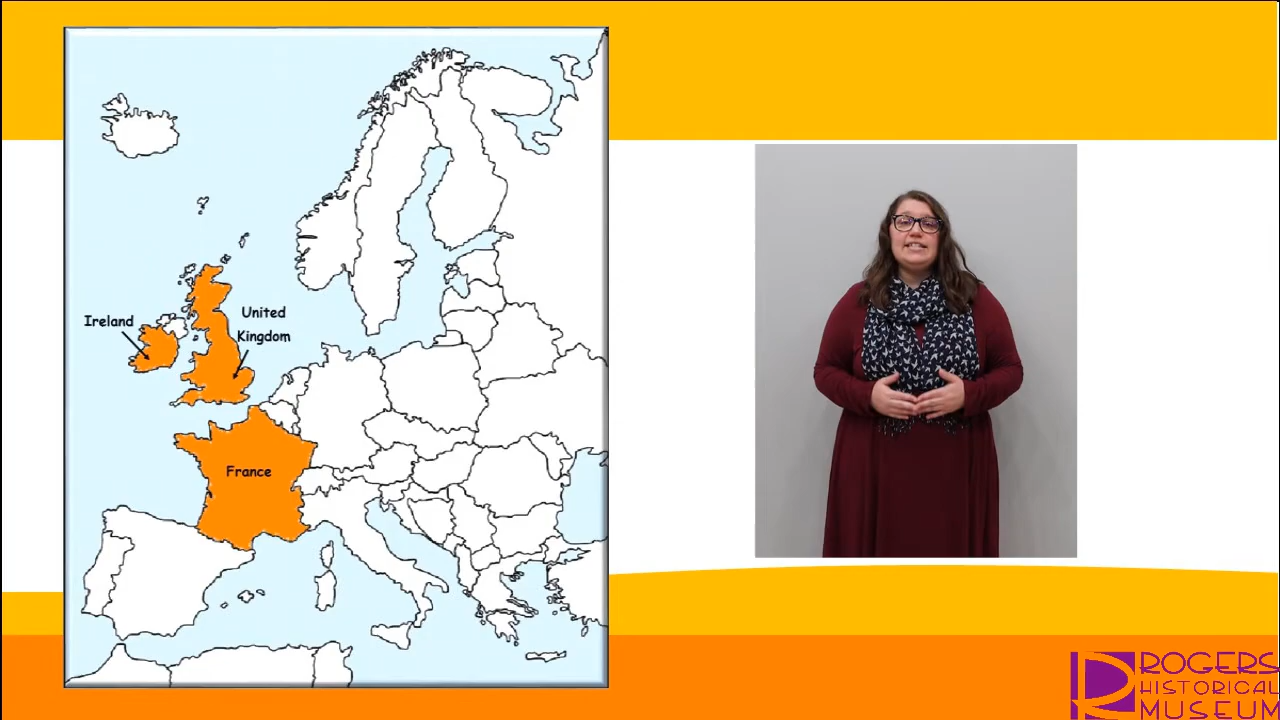 Ireland
United
Kingdom
France
ROGERS
HISTORICAL
MUSEUM